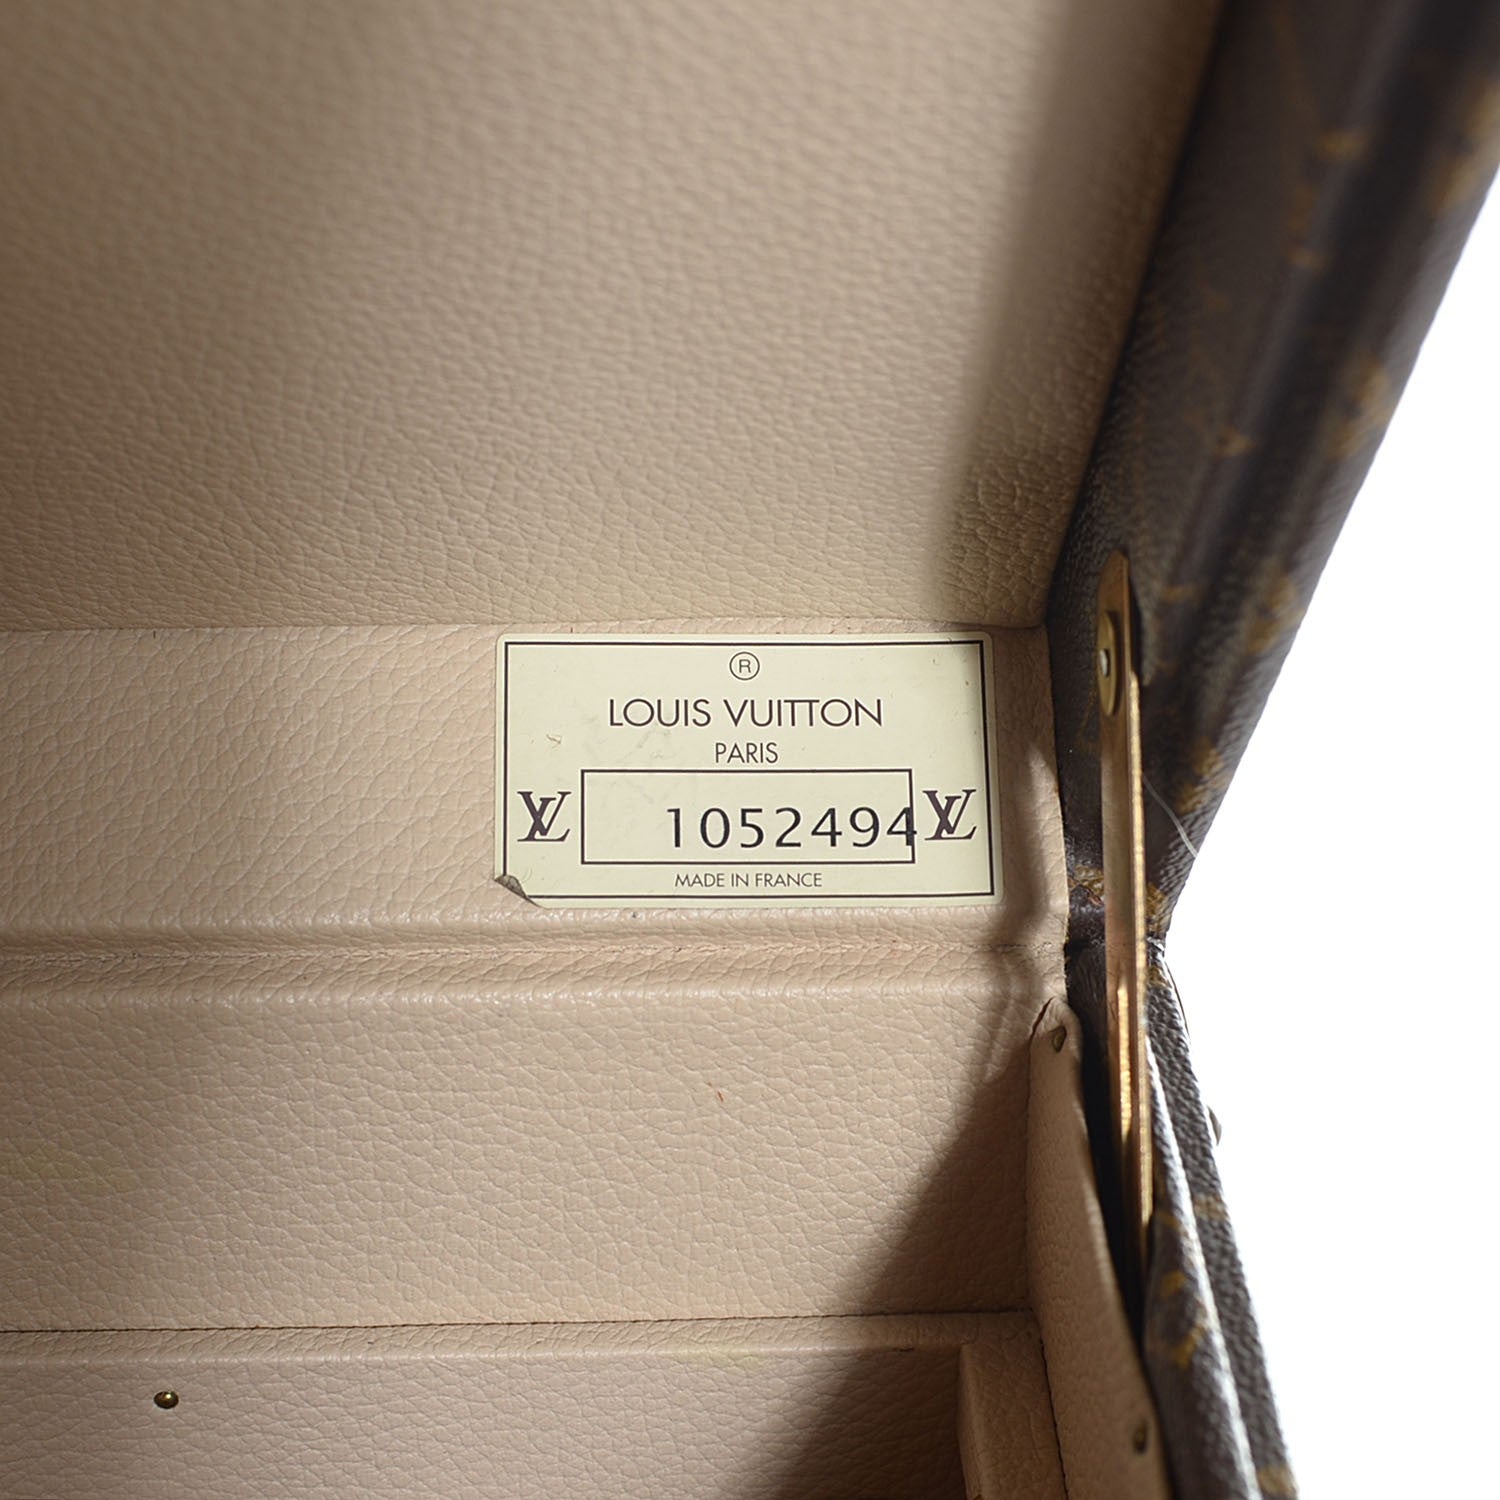 ®
LOUIS VUITTON
PARIS
LV 1052494 LV
MADE IN FRANCE